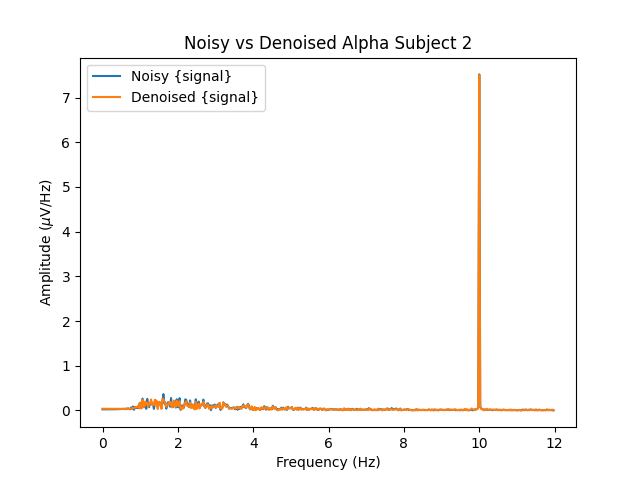 Noisy vs Denoised Alpha Subject 2
Noisy {signal}
Denoised {signal}
Amplitude (μV/Hz)
7
6
5
4
3
2
1
0
0 2 4 6 8 10 12
Frequency (Hz)